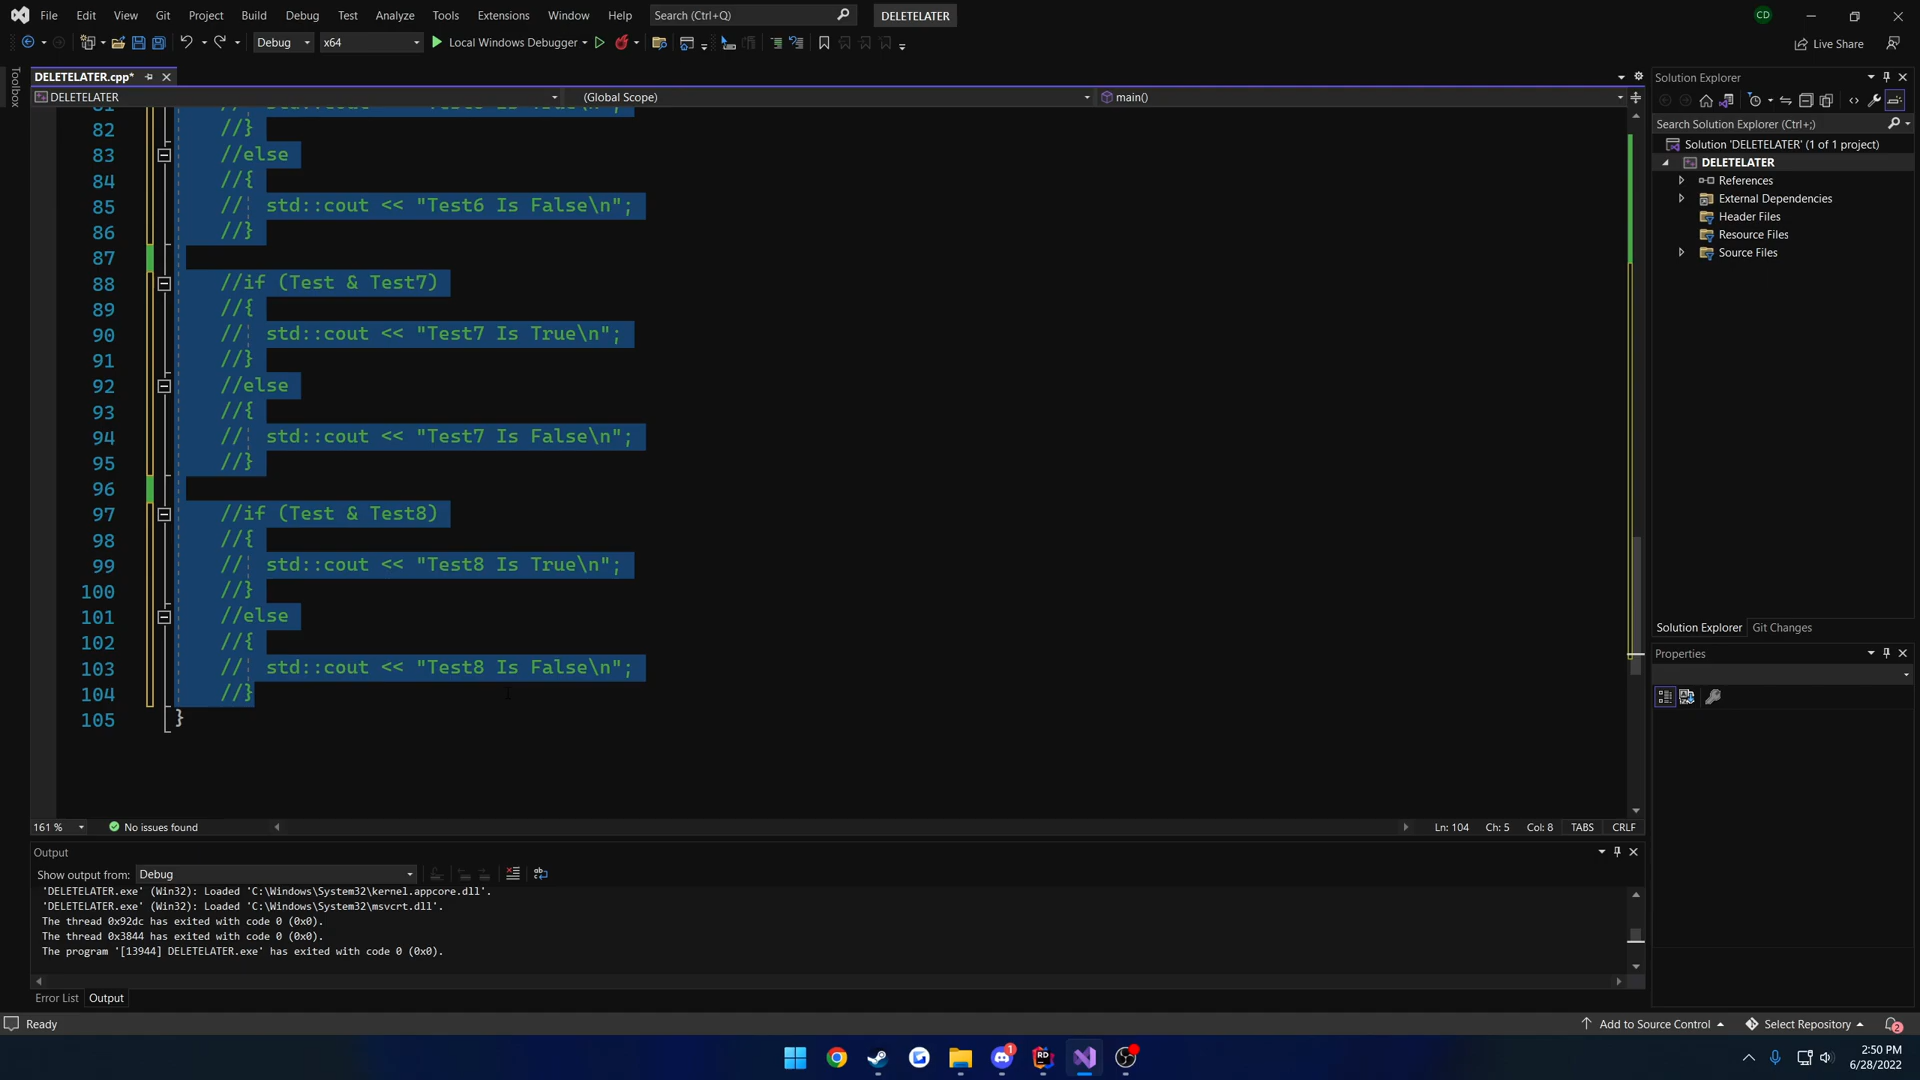 File Edit View Git Project Build Debug Test Analyze Tools Extensions Window Help Search (Ctrl+Q) DELETELATER CD
Debug x64 Local Windows Debugger Live Share
Toolbox
DELETELATER.cpp*
DELETELATER (Global Scope) main()
82 //}
83 //else
84 //{
85 // std::cout << "Test6 Is False\n";
86 //}
87
88 //if (Test & Test7)
89 //{
90 // std::cout << "Test7 Is True\n";
91 //}
92 //else
93 //{
94 // std::cout << "Test7 Is False\n";
95 //}
96
97 //if (Test & Test8)
98 //{
99 // std::cout << "Test8 Is True\n";
100 //}
101 //else
102 //{
103 // std::cout << "Test8 Is False\n";
104 //}
105 }
161 % No issues found Ln: 104 Ch: 5 Col: 8 TABS CRLF
Output
Show output from: Debug
'DELETELATER.exe' (Win32): Loaded 'C:\Windows\System32\kernel.appcore.dll'.
'DELETELATER.exe' (Win32): Loaded 'C:\Windows\System32\msvcrt.dll'.
The thread 0x92dc has exited with code 0 (0x0).
The thread 0x3844 has exited with code 0 (0x0).
The program '[13944] DELETELATER.exe' has exited with code 0 (0x0).
Error List Output
Solution Explorer
Search Solution Explorer (Ctrl+;)
Solution 'DELETELATER' (1 of 1 project)
DELETELATER
References
External Dependencies
Header Files
Resource Files
Source Files
Solution Explorer Git Changes
Properties
Ready Add to Source Control Select Repository 2
1 RD 2:50 PM
6/28/2022